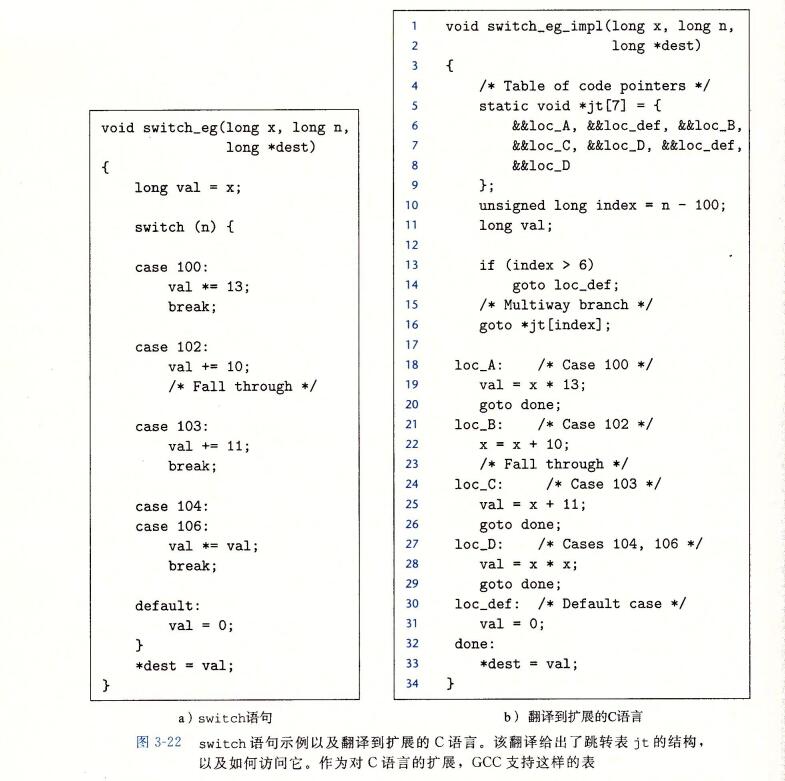 void switch_eg(long x, long n,
               long *dest)
{
    long val = x;

    switch (n) {

    case 100:
        val *= 13;
        break;

    case 102:
        val += 10;
        /* Fall through */

    case 103:
        val += 11;
        break;

    case 104:
    case 106:
        val *= val;
        break;

    default:
        val = 0;
    }
    *dest = val;
}
a）switch语句
1 void switch_eg_impl(long x, long n,
2                     long *dest)
3 {
4     /* Table of code pointers */
5     static void *jt[7] = {
6         &&loc_A, &&loc_def, &&loc_B,
7         &&loc_C, &&loc_D, &&loc_def,
8         &&loc_D
9     };
10     unsigned long index = n - 100;
11     long val;
12
13     if (index > 6)
14         goto loc_def;
15     /* Multiway branch */
16     goto *jt[index];
17
18  loc_A:    /* Case 100 */
19     val = x * 13;
20     goto done;
21  loc_B:    /* Case 102 */
22     x = x + 10;
23     /* Fall through */
24  loc_C:     /* Case 103 */
25     val = x + 11;
26     goto done;
27  loc_D:    /* Cases 104, 106 */
28     val = x * x;
29     goto done;
30  loc_def:  /* Default case */
31     val = 0;
32  done:
33     *dest = val;
34 }
b）翻译到扩展的C语言
图 3-22 switch 语句示例以及翻译到扩展的 C 语言。该翻译给出了跳转表 jt 的结构，
以及如何访问它。作为对 C 语言的扩展，GCC 支持这样的表